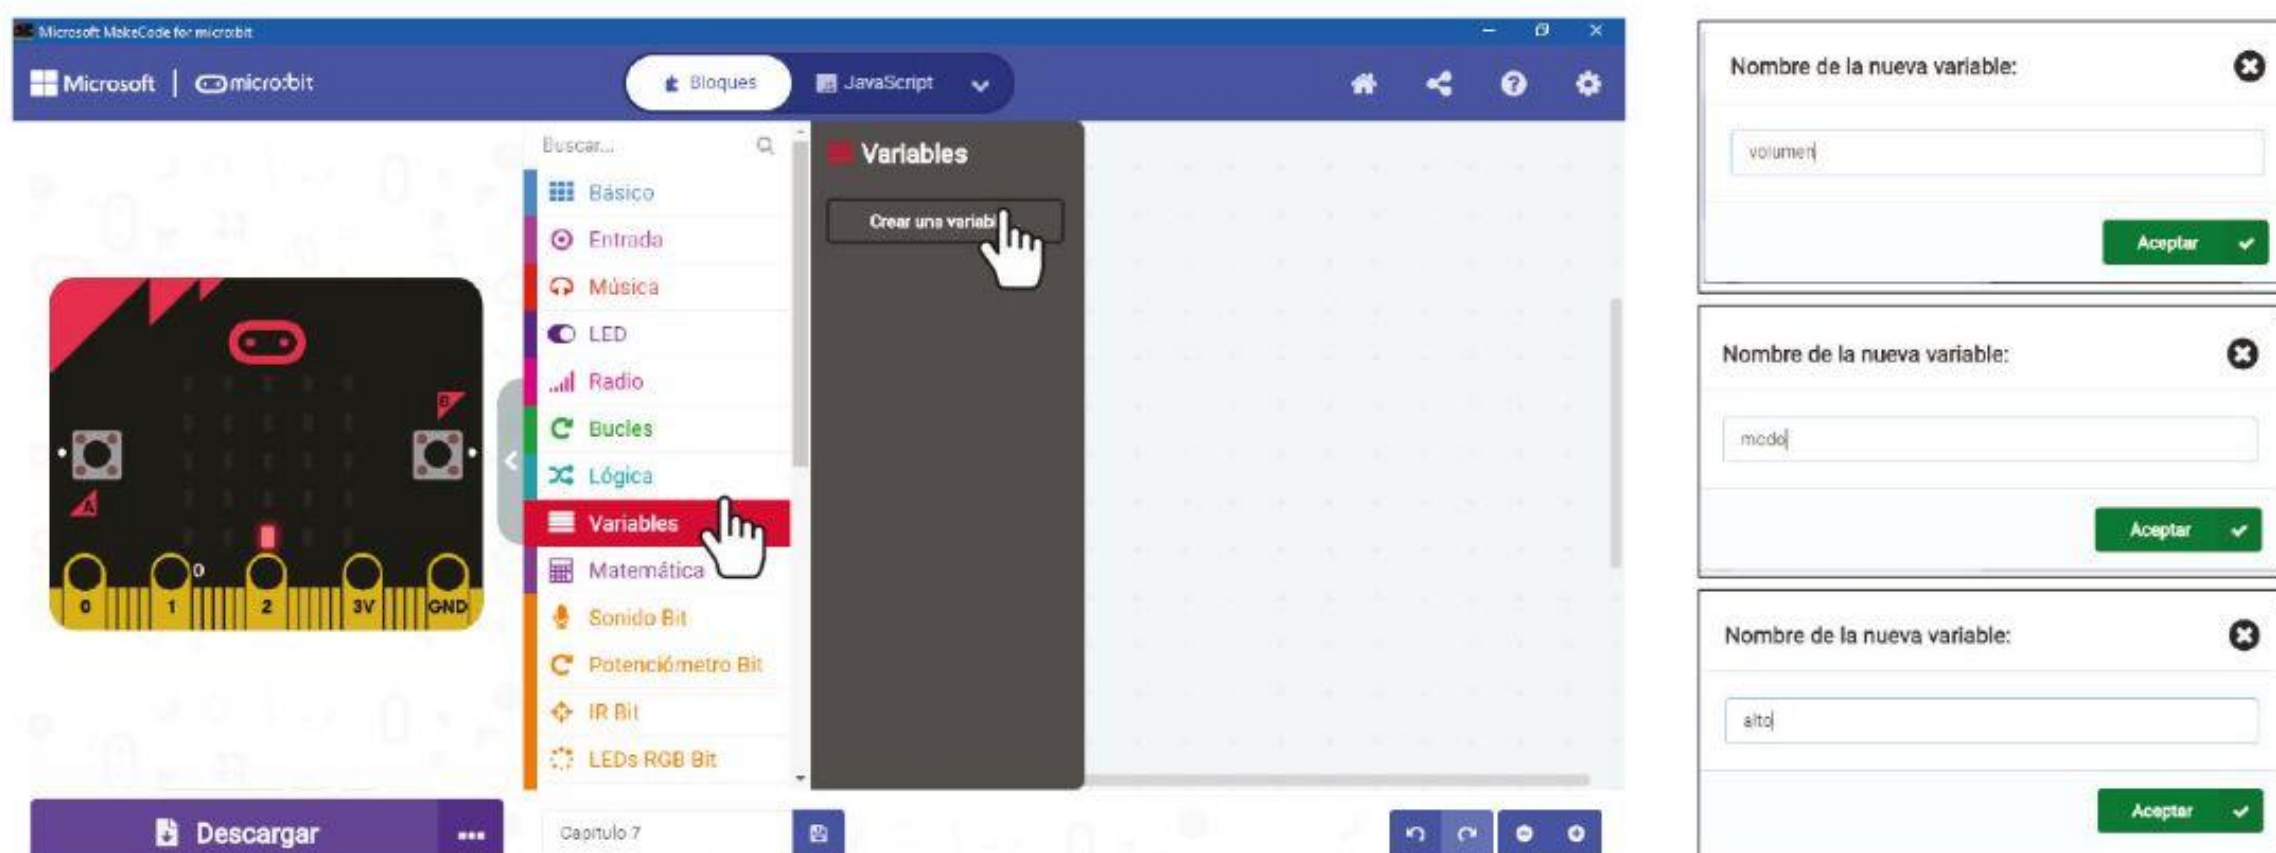 Microsoft MakeCode for micro:bit
Microsoft | micro:bit
Bloques
JavaScript
Buscar...
Básico
Entrada
Música
LED
Radio
Bucles
Lógica
Variables
Matemática
Sonido Bit
Potenciómetro Bit
IR Bit
LEDs RGB Bit
Variables
Crear una variabl
B
A
0
0 1 2 3V GND
Descargar
Capitulo 7
Nombre de la nueva variable:
volumen
Aceptar
Nombre de la nueva variable:
modo
Aceptar
Nombre de la nueva variable:
alto
Aceptar